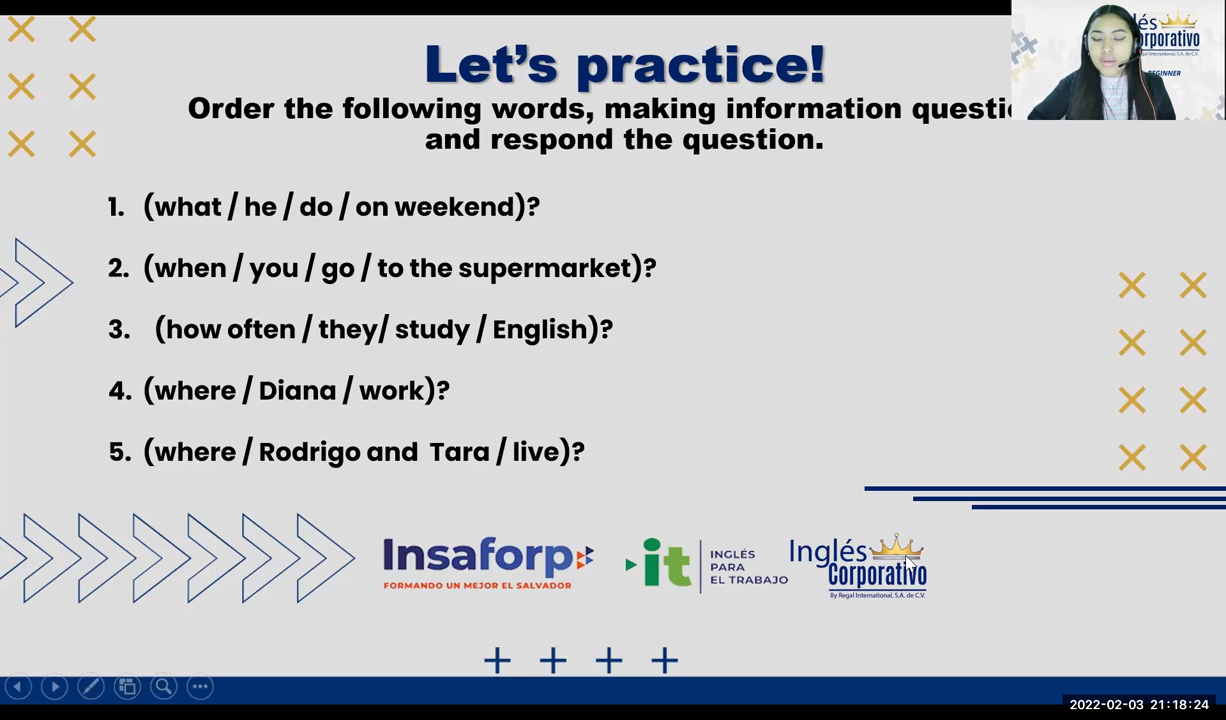 Let's practice!
Order the following words, making information
and respond the question.
1. (what / he / do / on weekend)?
2. (when / you / go / to the supermarket)?
3. (how often / they/ study / English)?
4. (where / Diana / work)?
5. (where / Rodrigo and Tara / live)?
Insaforp
FORMANDO UN MEJOR EL SALVADOR
it
INGLÉS
PARA
EL TRABAJO
Inglés
Corporativo
By Regal International, S.A. de C.V.
2022-02-03 21:18:24